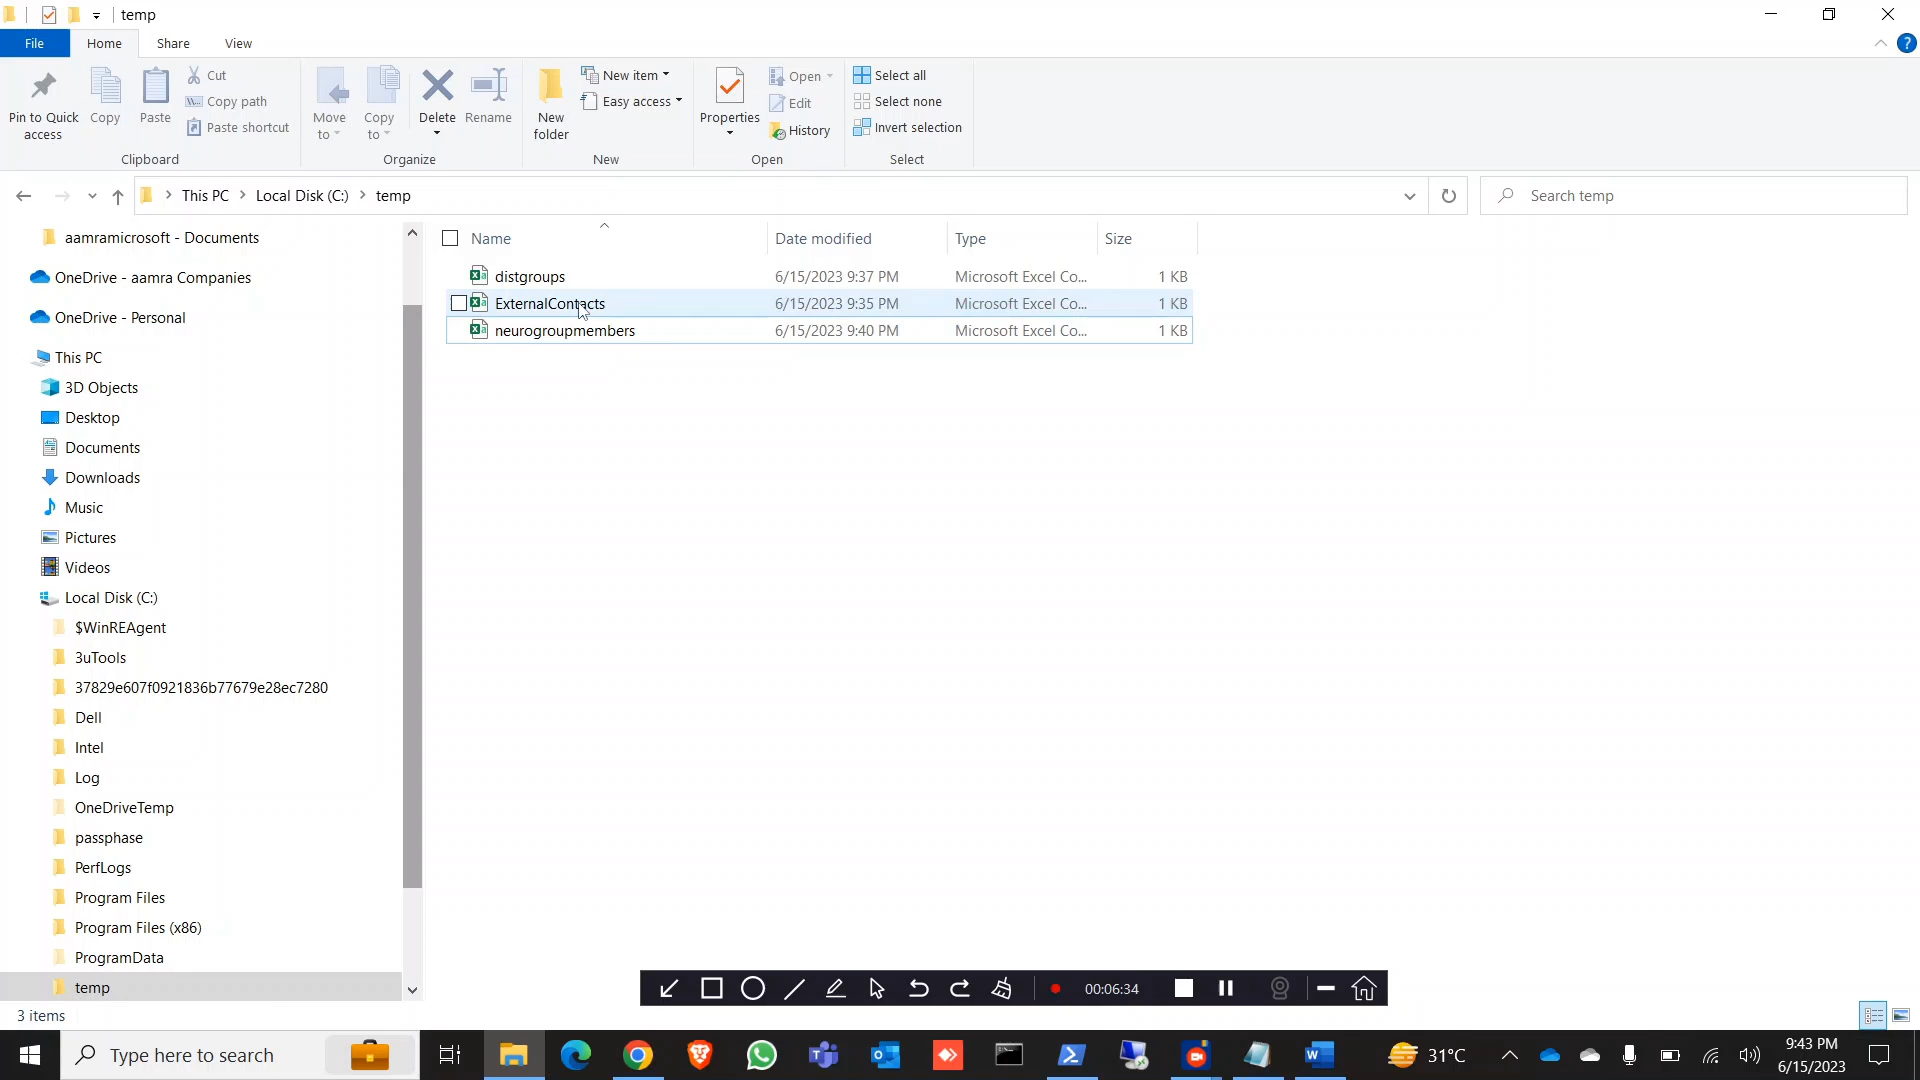 temp
File Home Share View
Pin to Quick access
Copy
Paste
Cut
Copy path
Paste shortcut
Clipboard
Move to
Copy to
Delete
Rename
Organize
New folder
New item
Easy access
New
Properties
Open
Edit
History
Open
Select all
Select none
Invert selection
Select
This PC Local Disk (C:) temp
Search temp
aamramicrosoft - Documents
OneDrive - aamra Companies
OneDrive - Personal
This PC
3D Objects
Desktop
Documents
Downloads
Music
Pictures
Videos
Local Disk (C:)
$WinREAgent
3uTools
37829e607f0921836b77679e28ec7280
Dell
Intel
Log
OneDriveTemp
passphase
PerfLogs
Program Files
Program Files (x86)
ProgramData
temp
Name Date modified Type Size
distgroups 6/15/2023 9:37 PM Microsoft Excel Co... 1 KB
ExternalContacts 6/15/2023 9:35 PM Microsoft Excel Co... 1 KB
neurogroupmembers 6/15/2023 9:40 PM Microsoft Excel Co... 1 KB
00:06:34
3 items
Type here to search
31°C
9:43 PM
6/15/2023